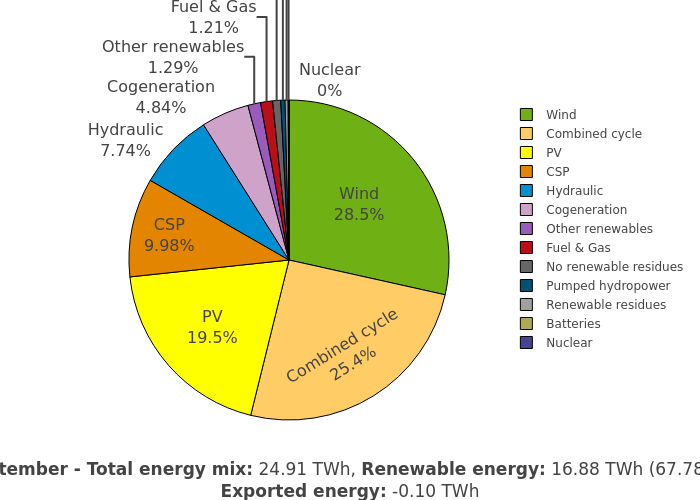 Fuel & Gas
1.21%
Other renewables
1.29%
Cogeneration
4.84%
Hydraulic
7.74%
Nuclear
0%
Wind
28.5%
CSP
9.98%
PV
19.5%
Combined cycle
25.4%
Wind
Combined cycle
PV
CSP
Hydraulic
Cogeneration
Other renewables
Fuel & Gas
No renewable residues
Pumped hydropower
Renewable residues
Batteries
Nuclear
tember - Total energy mix: 24.91 TWh, Renewable energy: 16.88 TWh (67.78
Exported energy: -0.10 TWh